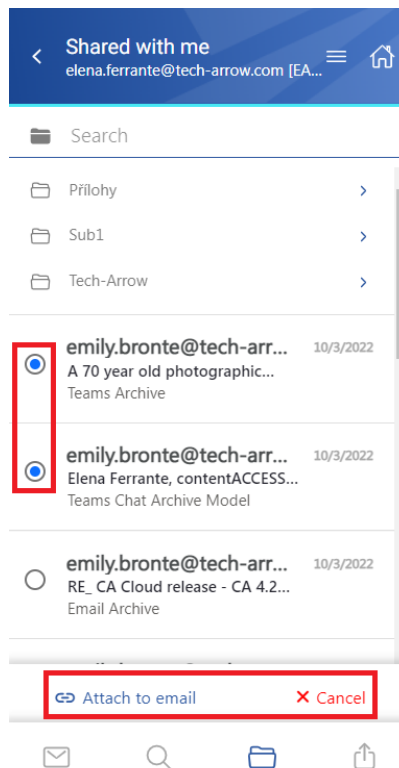 Shared with me
elena.ferrante@tech-arrow.com [EA...
Search
Přílohy
Sub1
Tech-Arrow
emily.bronte@tech-arr... 10/3/2022
A 70 year old photographic...
Teams Archive
emily.bronte@tech-arr... 10/3/2022
Elena Ferrante, contentACCESS...
Teams Chat Archive Model
emily.bronte@tech-arr... 10/3/2022
RE_ CA Cloud release - CA 4.2...
Email Archive
Attach to email Cancel